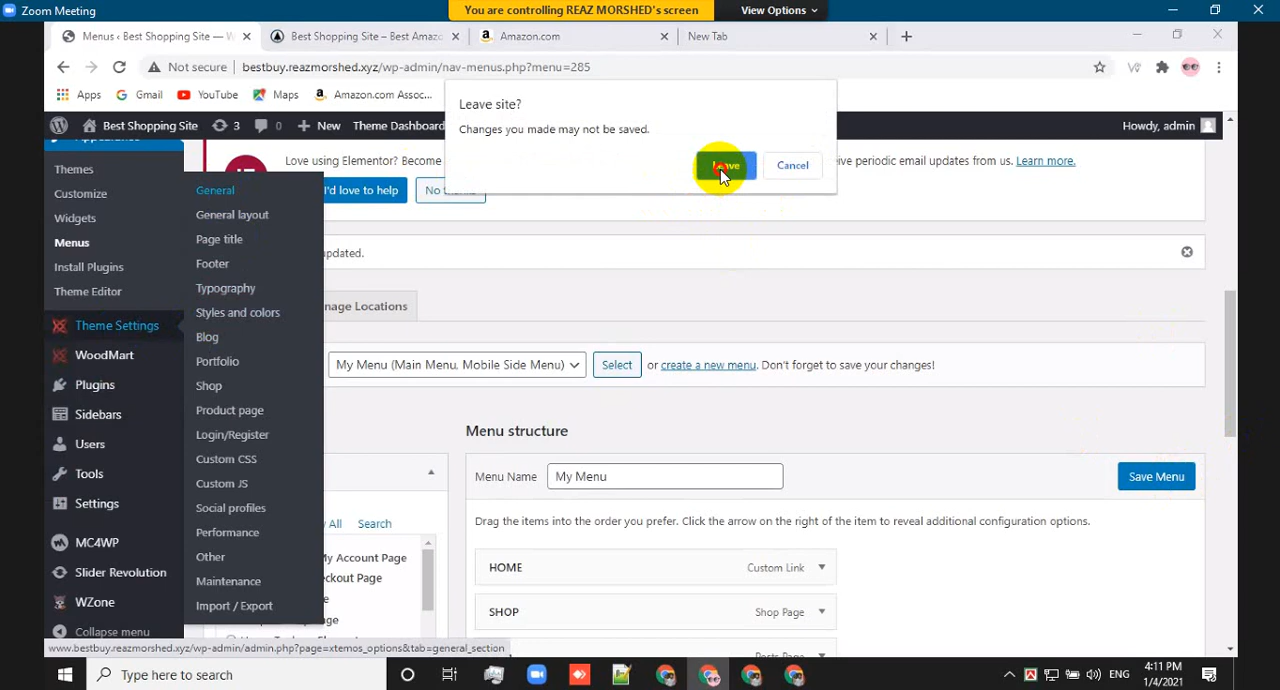 Zoom Meeting
You are controlling REAZ MORSHED's screen
View Options
Menus ‹ Best Shopping Site —
Best Shopping Site – Best Amaz
Amazon.com
New Tab
Not secure
bestbuy.reazmorshed.xyz/wp-admin/nav-menus.php?menu=285
Apps
Gmail
YouTube
Maps
Amazon.com Assoc...
Leave site?
Changes you made may not be saved.
Cancel
Best Shopping Site
3
0
New
Theme Dashboard
Howdy, admin
Appearance
Themes
Customize
Widgets
Menus
Install Plugins
Theme Editor
Theme Settings
WoodMart
Plugins
Sidebars
Users
Tools
Settings
MC4WP
Slider Revolution
WZone
Collapse menu
General
General layout
Page title
Footer
Typography
Styles and colors
Blog
Portfolio
Shop
Product page
Login/Register
Custom CSS
Custom JS
Social profiles
Performance
Other
Maintenance
Import / Export
Love using Elementor? Become
periodic email updates from us. Learn more.
I'd love to help
No
updated.
Locations
My Menu (Main Menu, Mobile Side Menu)
Select
or create a new menu. Don't forget to save your changes!
Menu structure
Menu Name
My Menu
Save Menu
Search
My Account Page
Page
Drag the items into the order you prefer. Click the arrow on the right of the item to reveal additional configuration options.
HOME
Custom Link
SHOP
Shop Page
www.bestbuy.reazmorshed.xyz/wp-admin/admin.php?page=xtemos_options&tab=general_section
Type here to search
ENG
4:11 PM
1/4/2021